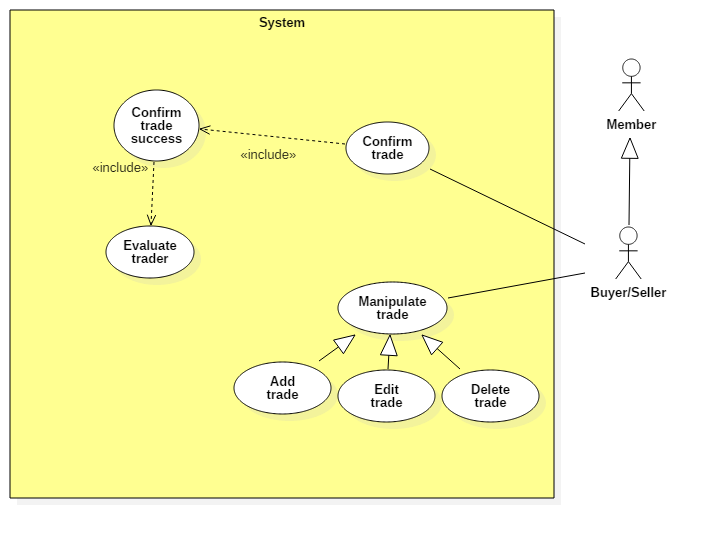 System
Confirm
trade
success
Confirm
trade
«include»
«include»
Evaluate
trader
Member
Buyer/Seller
Manipulate
trade
Add
trade
Edit
trade
Delete
trade